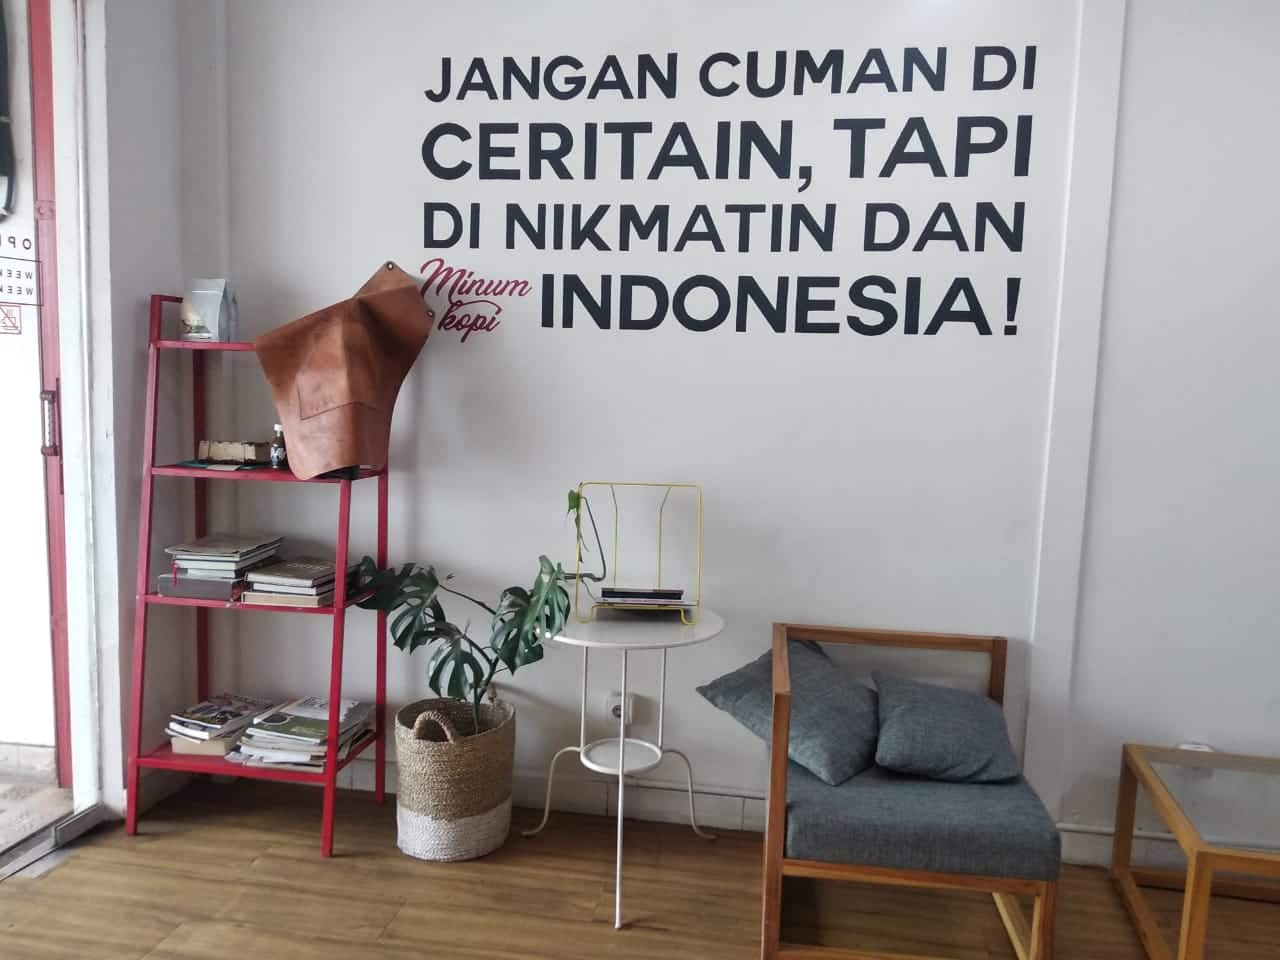 JANGAN CUMAN DI
CERITAIN, TAPI
DI NIKMATIN DAN
Minum kopi INDONESIA!